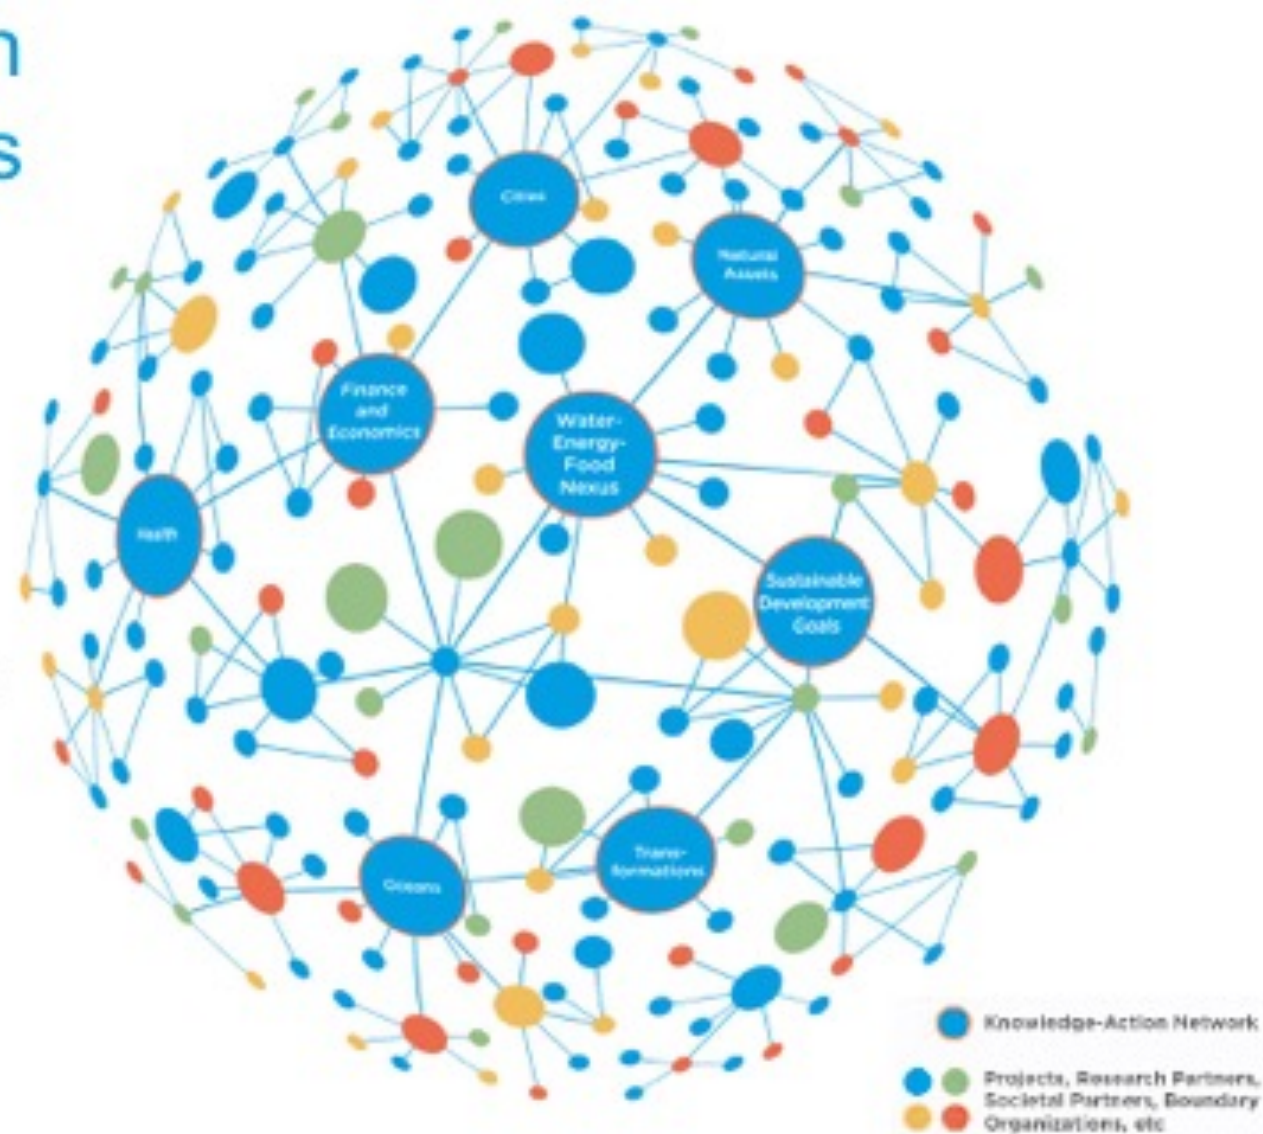 n
s
Cities
Natural
Assets
Finance
and
Economics
Water-
Energy-
Food
Nexus
Health
Sustainable
Development
Goals
Trans-
formations
Oceans
Knowledge-Action Network
Projects, Research Partners,
Societal Partners, Boundary
Organizations, etc